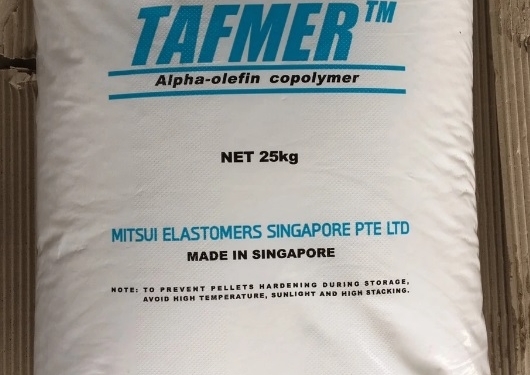 TAFMER™
Alpha-olefin copolymer
NET 25kg
MITSUI ELASTOMERS SINGAPORE PTE LTD
MADE IN SINGAPORE
NOTE: TO PREVENT PELLETS HARDENING DURING STORAGE,
AVOID HIGH TEMPERATURE, SUNLIGHT AND HIGH STACKING.